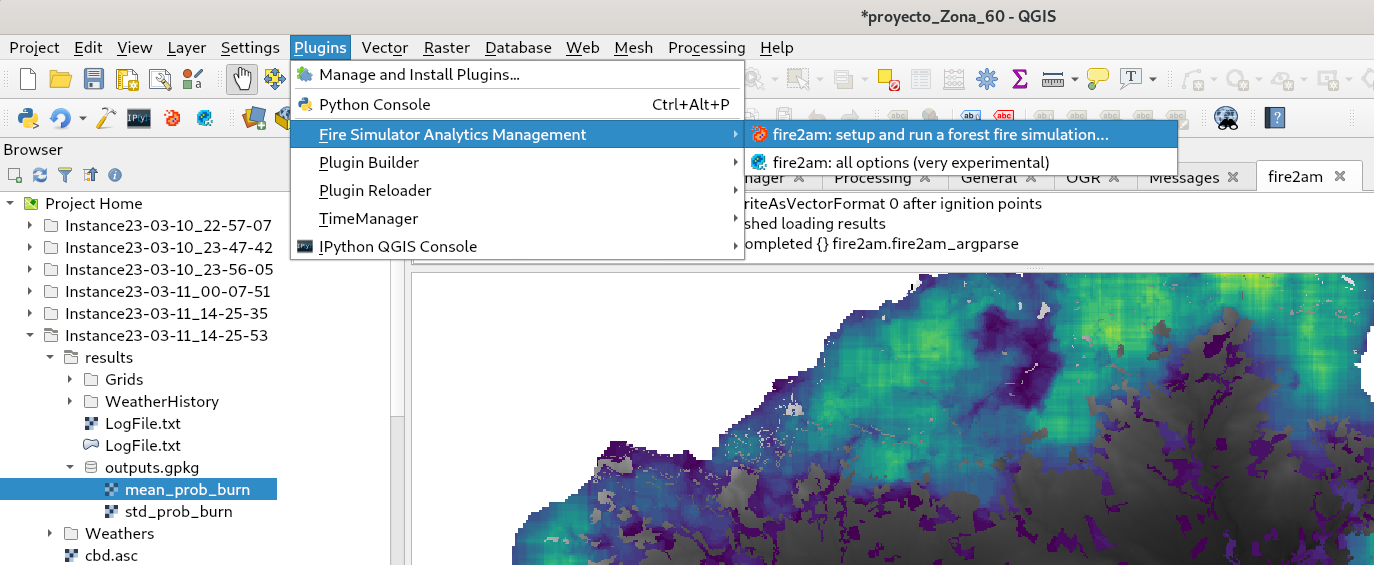 *proyecto_Zona_60 - QGIS
Project Edit View Layer Settings Plugins Vector Raster Database Web Mesh Processing Help
Manage and Install Plugins...
Python Console Ctrl+Alt+P
Fire Simulator Analytics Management
fire2am: setup and run a forest fire simulation...
Plugin Builder
fire2am: all options (very experimental)
Plugin Reloader
TimeManager
IPython QGIS Console
IPy
T
abc abc abc
Processing General OGR Messages fire2am
riteAsVectorFormat 0 after ignition points
shed loading results
ompleted {} fire2am.fire2am_argparse
Browser
Project Home
Instance23-03-10_22-57-07
Instance23-03-10_23-47-42
Instance23-03-10_23-56-05
Instance23-03-11_00-07-51
Instance23-03-11_14-25-35
Instance23-03-11_14-25-53
results
Grids
WeatherHistory
LogFile.txt
LogFile.txt
outputs.gpkg
mean_prob_burn
std_prob_burn
Weathers
cbd.asc